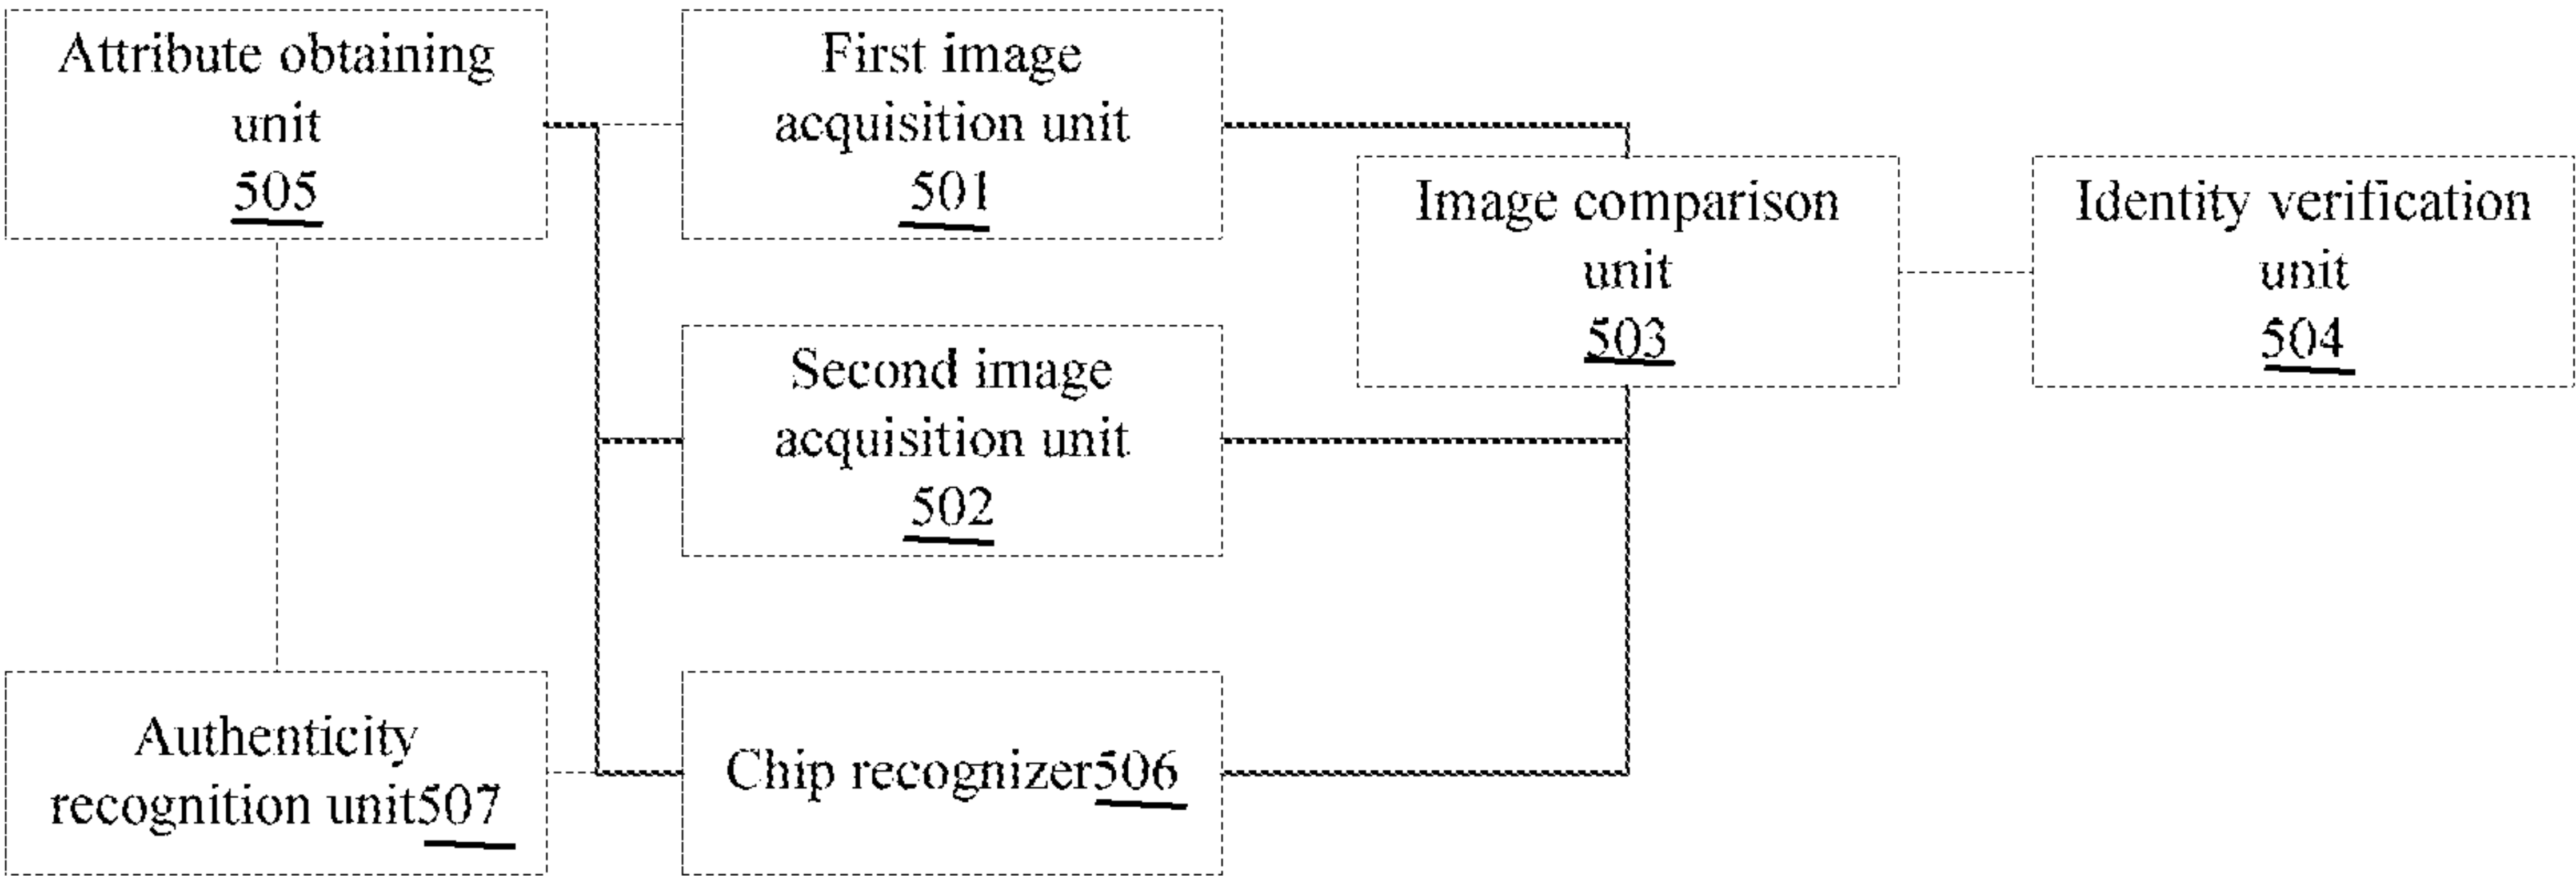 Attribute obtaining
unit
505
First image
acquisition unit
501
Second image
acquisition unit
502
Image comparison
unit
503
Identity verification
unit
504
Authenticity
recognition unit507
Chip recognizer506